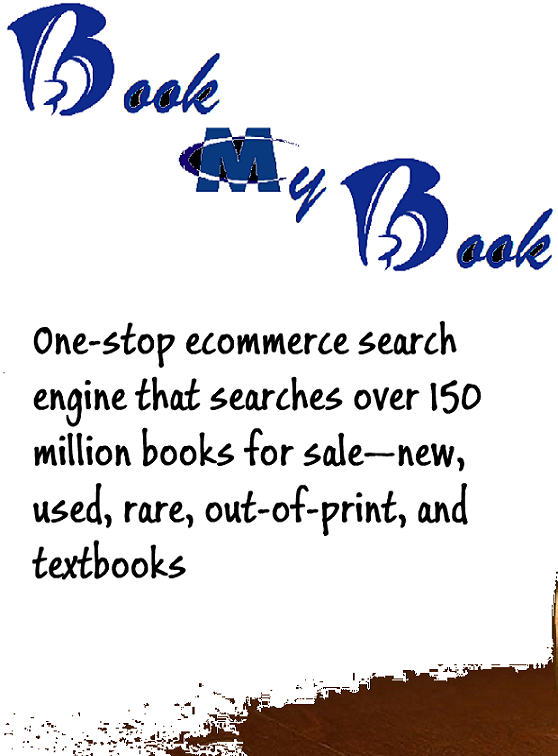 Book
My
Book
One-stop ecommerce search
engine that searches over 150
million books for sale—new,
used, rare, out-of-print, and
textbooks